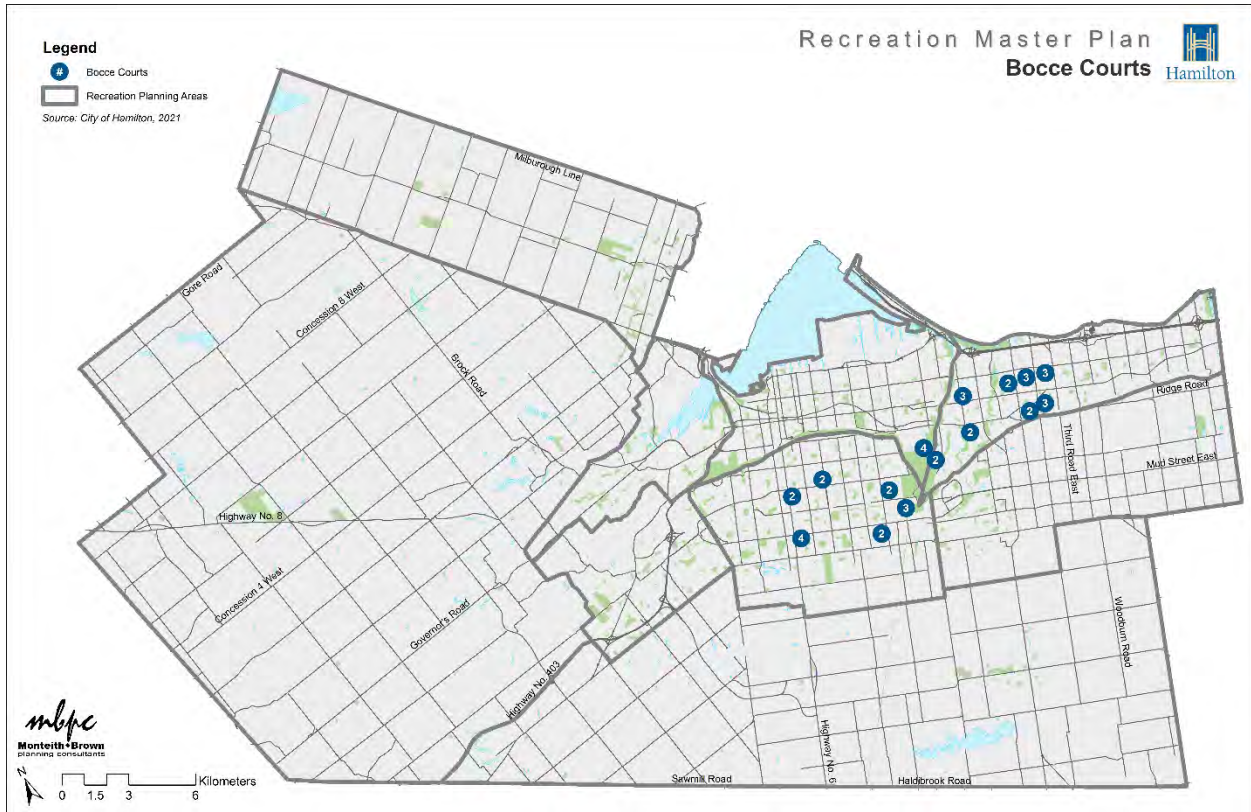 Recreation Master Plan
Bocce Courts
Hamilton
Legend
# Bocce Courts
Recreation Planning Areas
Source: City of Hamilton, 2021
Milburough Line
Gore Road
Concession 8 West
Brock Road
Highway No. 8
Concession 4 West
Governor's Road
Highway No. 403
Ridge Road
Third Road East
Mud Street East
Woodburn Road
Highway No. 6
Sawmill Road
Haldibrook Road
2
3
3
3
2
3
2
4
2
2
2
2
3
4
2
mbpc
Monteith+Brown
planning consultants
N
0 1.5 3 6
Kilometers